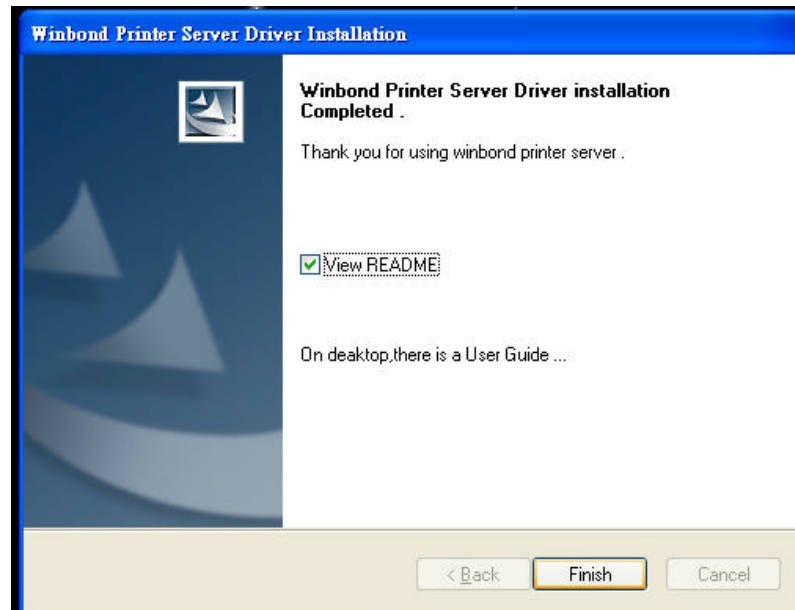 Winbond Printer Server Driver Installation
Winbond Printer Server Driver installation
Completed .
Thank you for using winbond printer server .
View README
On deaktop,there is a User Guide ...
< Back
Finish
Cancel